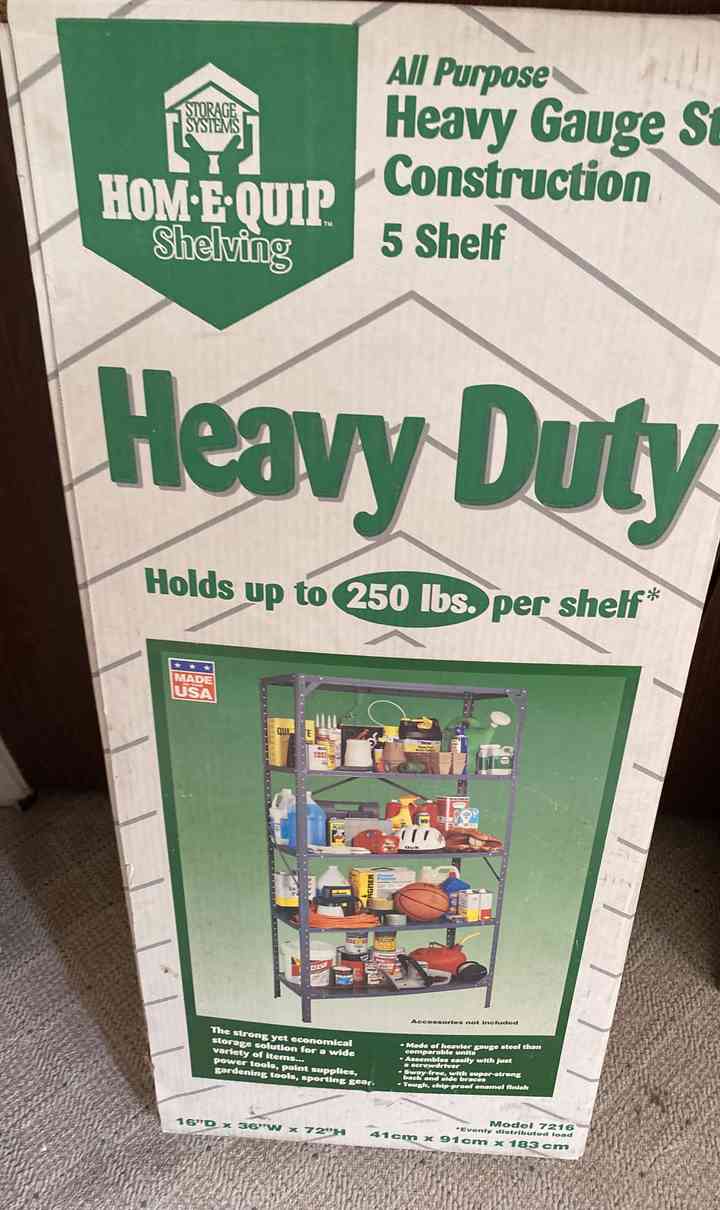 STORAGE
SYSTEMS
HOM·E·QUIP™
Shelving
All Purpose
Heavy Gauge St
Construction
5 Shelf
Heavy Duty
Holds up to 250 lbs. per shelf*
MADE
USA
Accessories not included
The strong yet economical
storage solution for a wide
variety of items...
power tools, paint supplies,
gardening tools, sporting gear.
• Made of heavier gauge steel than
comparable units
• Assembles easily with just
a screwdriver
• Sway-free, with super-strong
back and side braces
• Tough, chip-proof enamel finish
16"D x 36"W x 72"H
41cm x 91cm x 183cm
Model 7216
*Evenly distributed load